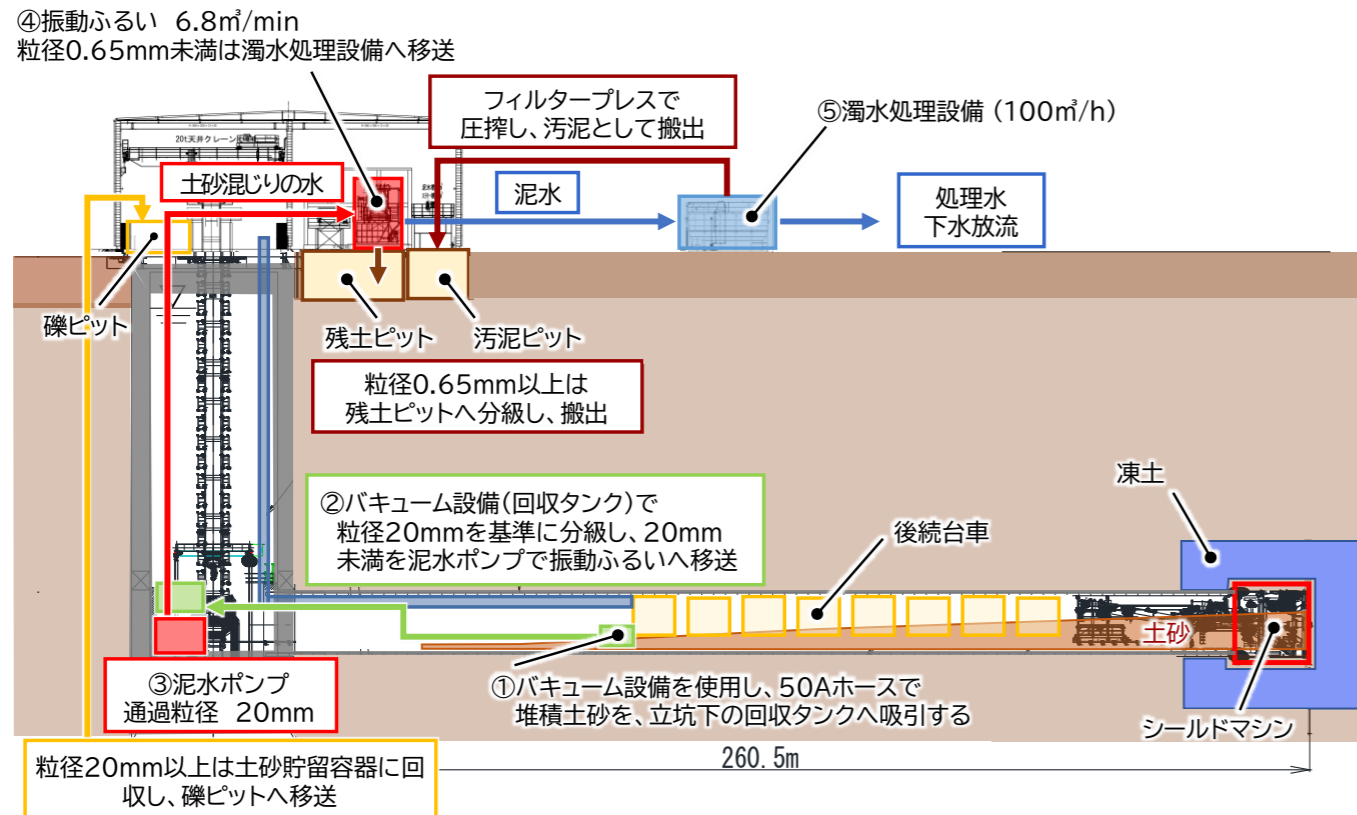 ④振動ふるい 6.8㎥/min
粒径0.65mm未満は濁水処理設備へ移送
フィルタープレスで
圧搾し、汚泥として搬出
⑤濁水処理設備（100㎥/h）
20t天井クレーン
土砂混じりの水
泥水
処理水
下水放流
礫ピット
残土ピット
汚泥ピット
粒径0.65mm以上は
残土ピットへ分級し、搬出
凍土
②バキューム設備(回収タンク)で
粒径20mmを基準に分級し、20mm
未満を泥水ポンプで振動ふるいへ移送
後続台車
土砂
③泥水ポンプ
通過粒径 20mm
①バキューム設備を使用し、50Aホースで
堆積土砂を、立坑下の回収タンクへ吸引する
シールドマシン
260.5m
粒径20mm以上は土砂貯留容器に回
収し、礫ピットへ移送